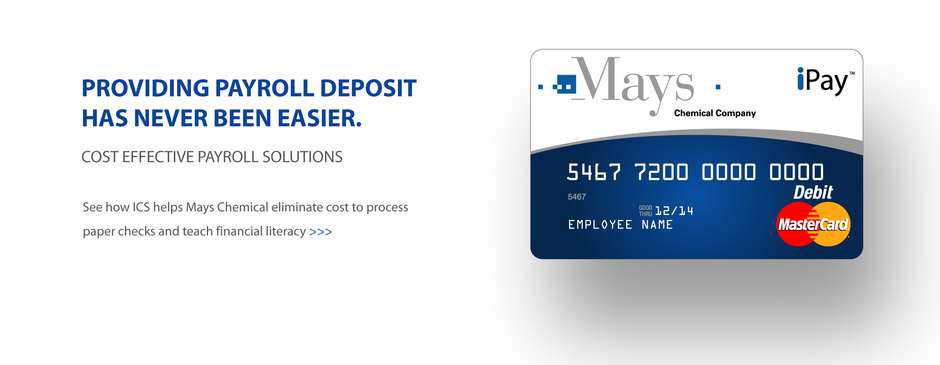 PROVIDING PAYROLL DEPOSIT
HAS NEVER BEEN EASIER.
COST EFFECTIVE PAYROLL SOLUTIONS
See how ICS helps Mays Chemical eliminate cost to process
paper checks and teach financial literacy >>>
Mays
Chemical Company
iPay™
5467 7200 0000 0000
5467
Debit
GOOD THRU 12/14
EMPLOYEE NAME
MasterCard